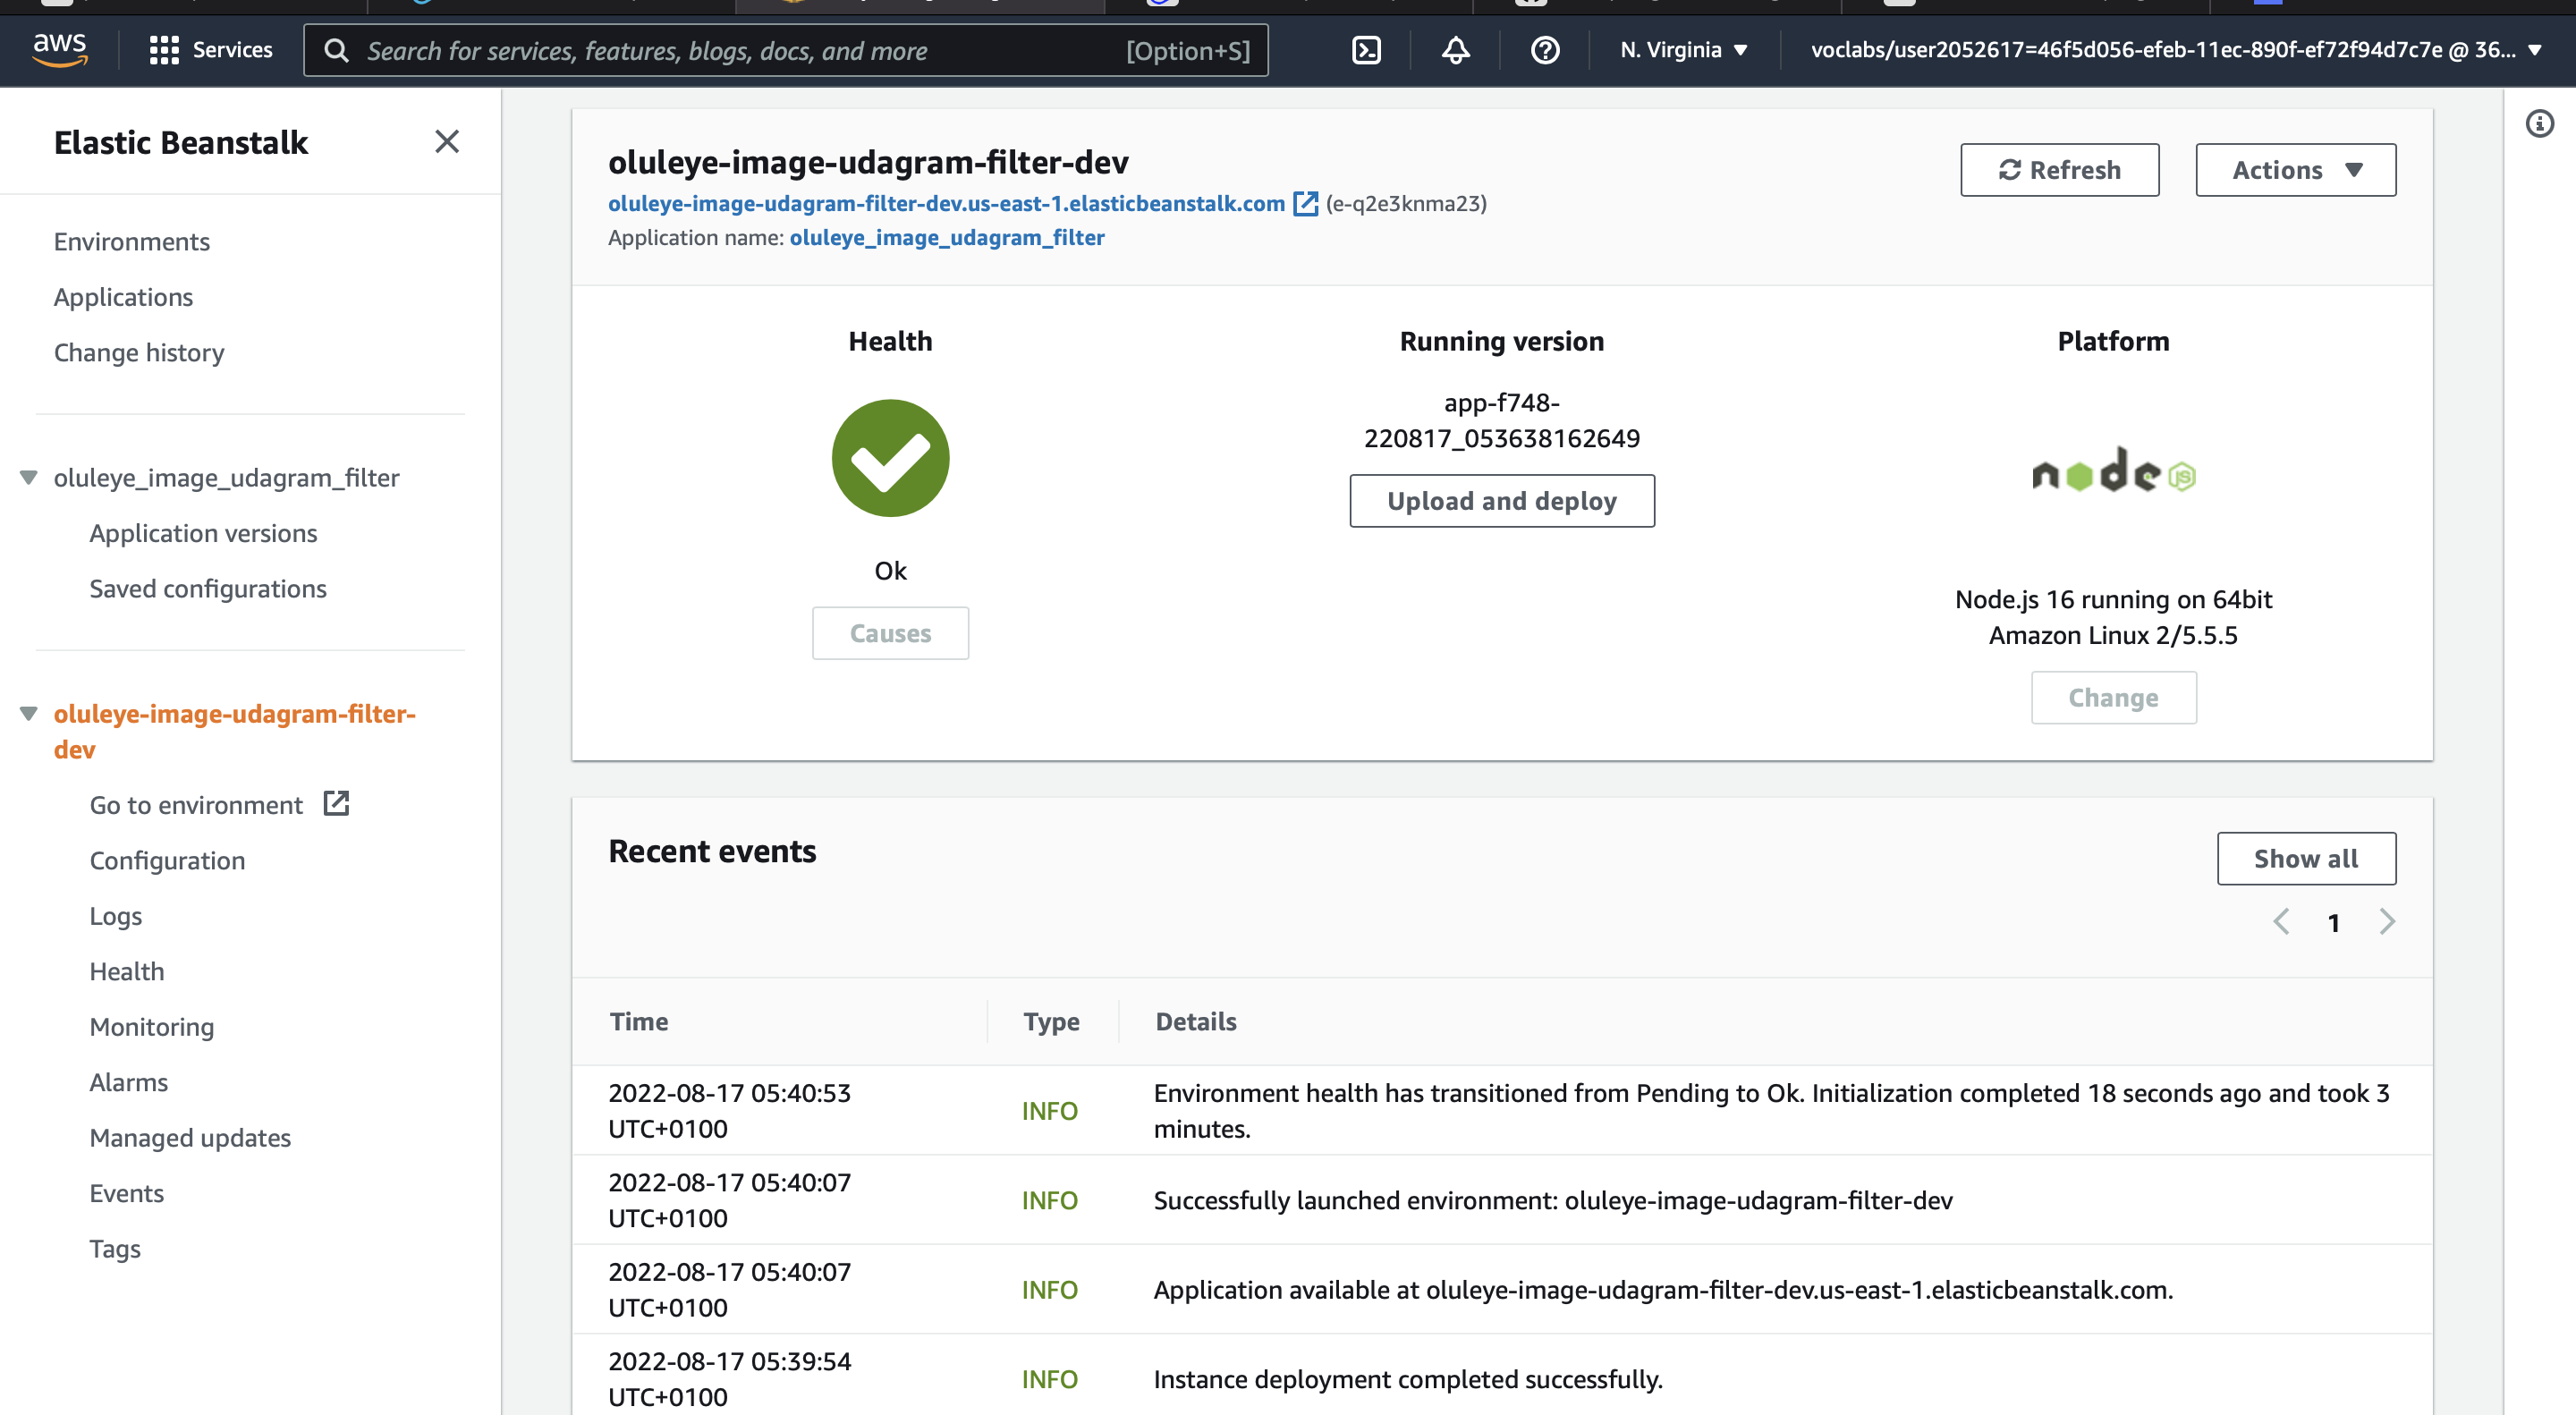 aws
Services
Search for services, features, blogs, docs, and more
[Option+S]
N. Virginia
voclabs/user2052617=46f5d056-efeb-11ec-890f-ef72f94d7c7e @ 36...
Elastic Beanstalk
Environments
Applications
Change history
oluleye_image_udagram_filter
Application versions
Saved configurations
oluleye-image-udagram-filter-
dev
Go to environment
Configuration
Logs
Health
Monitoring
Alarms
Managed updates
Events
Tags
oluleye-image-udagram-filter-dev
oluleye-image-udagram-filter-dev.us-east-1.elasticbeanstalk.com (e-q2e3knma23)
Application name: oluleye_image_udagram_filter
Refresh
Actions
Health
Ok
Causes
Running version
app-f748-
220817_053638162649
Upload and deploy
Platform
node JS
Node.js 16 running on 64bit
Amazon Linux 2/5.5.5
Change
Recent events
Show all
1
Time Type Details
2022-08-17 05:40:53
UTC+0100
INFO
Environment health has transitioned from Pending to Ok. Initialization completed 18 seconds ago and took 3
minutes.
2022-08-17 05:40:07
UTC+0100
INFO
Successfully launched environment: oluleye-image-udagram-filter-dev
2022-08-17 05:40:07
UTC+0100
INFO
Application available at oluleye-image-udagram-filter-dev.us-east-1.elasticbeanstalk.com.
2022-08-17 05:39:54
UTC+0100
INFO
Instance deployment completed successfully.